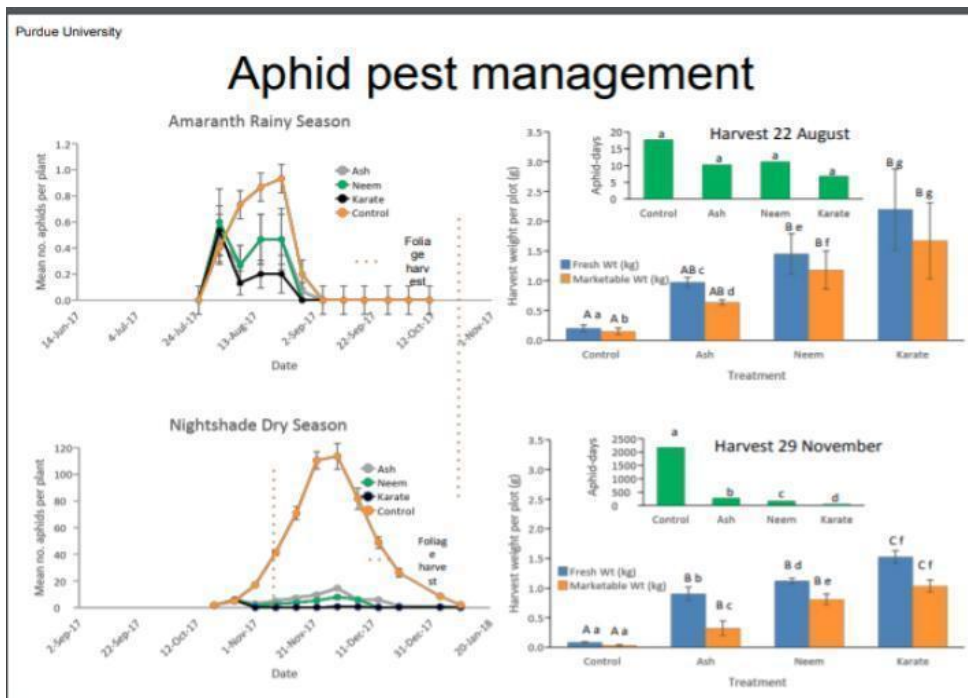 Purdue University
Aphid pest management
Amaranth Rainy Season
Mean no. aphids per plant
1.2
1.0
0.8
0.6
0.4
0.2
0.0
Ash
Neem
Karate
Control
Folia
ge
harv
est
14-Jun-17
4-Jul-17
24-Jul-17
13-Aug-17
2-Sep-17
22-Sep-17
12-Oct-17
1-Nov-17
Date
Harvest weight per plot (g)
3.5
3.0
2.5
2.0
1.5
1.0
0.5
0.0
Harvest 22 August
Aphid-days
20
15
10
5
0
a
a
a
a
Control
Ash
Neem
Karate
Fresh Wt (kg)
Marketable Wt (kg)
A a
A b
AB c
AB d
B e
B f
B g
B g
Control
Ash
Neem
Karate
Treatment
Nightshade Dry Season
Mean no. aphids per plant
120
100
80
60
40
20
0
Ash
Neem
Karate
Control
Foliag
e
harve
st
2-Sep-17
22-Sep-17
12-Oct-17
1-Nov-17
21-Nov-17
11-Dec-17
31-Dec-17
20-Jan-18
Date
Harvest weight per plot (g)
3.5
3.0
2.5
2.0
1.5
1.0
0.5
0.0
Harvest 29 November
Aphid-days
2500
2000
1500
1000
500
0
a
b
c
d
Control
Ash
Neem
Karate
Fresh Wt (kg)
Marketable Wt (kg)
A a
A a
B b
B c
B d
B e
C f
C f
Control
Ash
Neem
Karate
Treatment